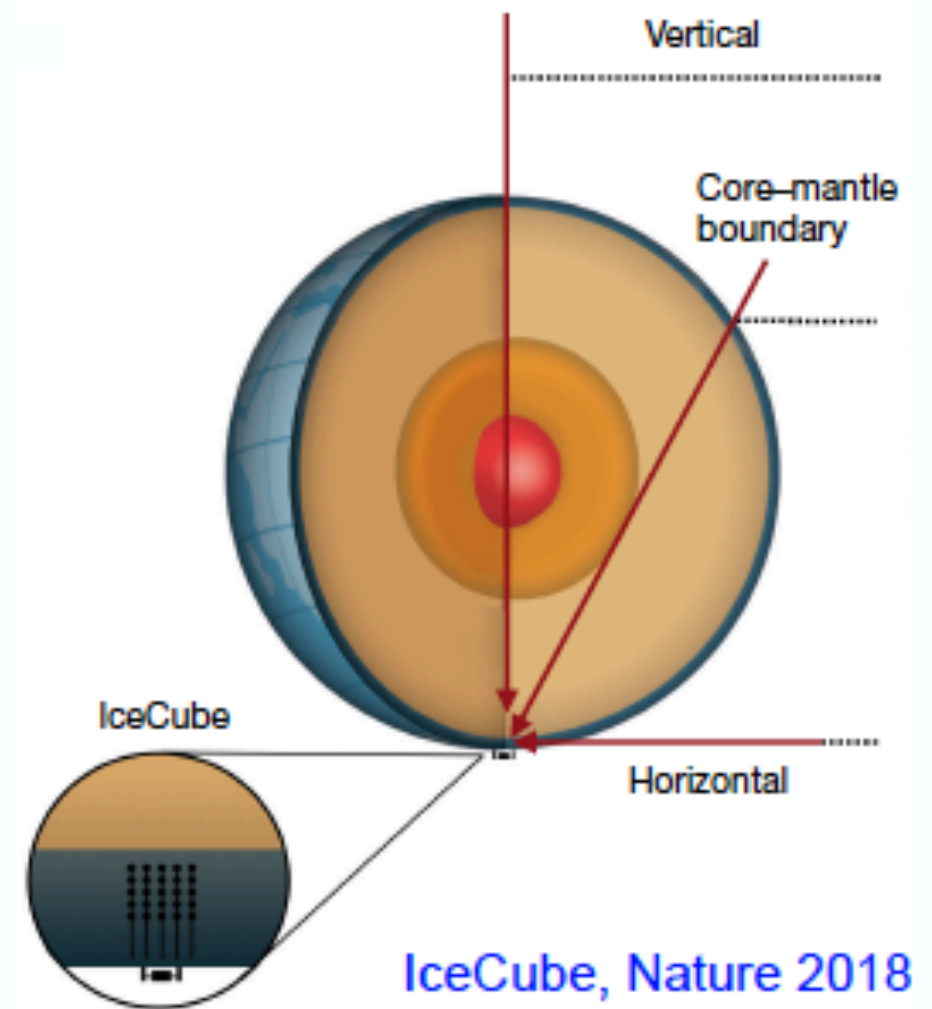 Vertical
Core–mantle
boundary
IceCube
Horizontal
IceCube, Nature 2018